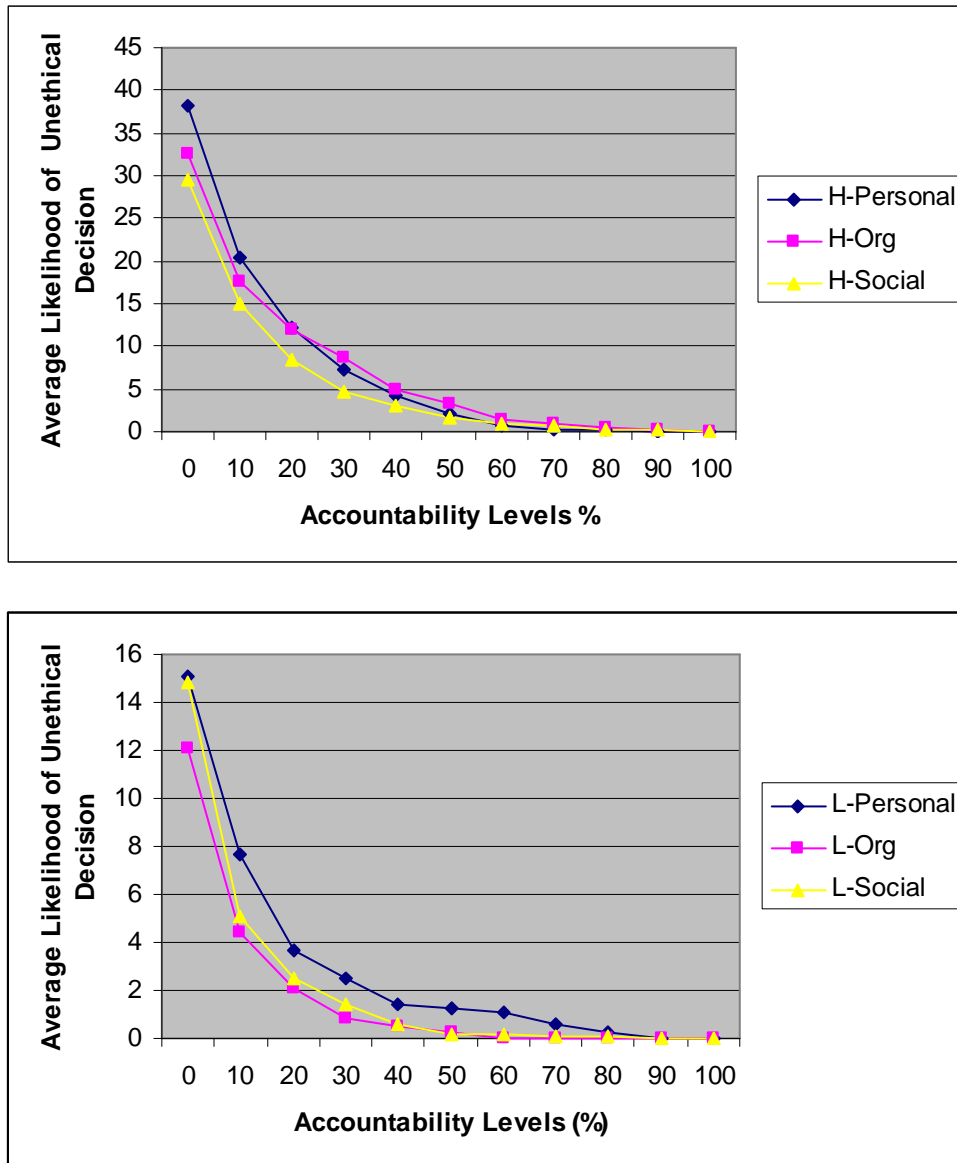 45
40
35
30
25
20
15
10
5
0
Average Likelihood of Unethical
Decision
0 10 20 30 40 50 60 70 80 90 100
Accountability Levels %
H-Personal
H-Org
H-Social
16
14
12
10
8
6
4
2
0
Average Likelihood of Unethical
Decision
0 10 20 30 40 50 60 70 80 90 100
Accountability Levels (%)
L-Personal
L-Org
L-Social